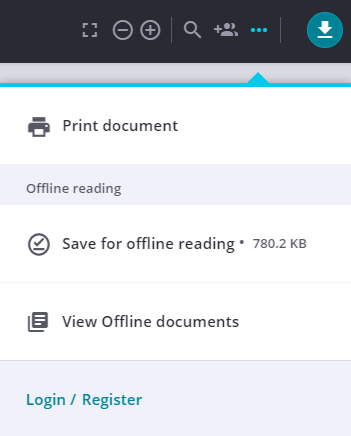 Print document
Offline reading
Save for offline reading • 780.2 KB
View Offline documents
Login / Register